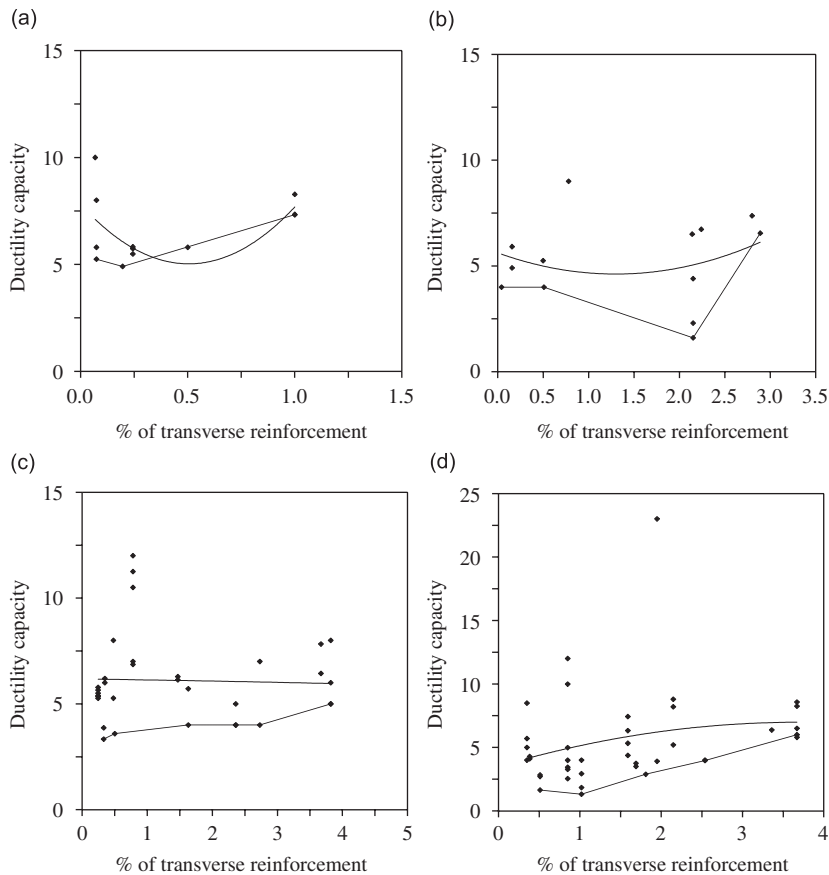 (a)
15
10
5
0
Ductility capacity
0.0 0.5 1.0 1.5
% of transverse reinforcement
(b)
15
10
5
0
Ductility capacity
0.0 0.5 1.0 1.5 2.0 2.5 3.0 3.5
% of transverse reinforcement
(c)
15
10
5
0
Ductility capacity
0 1 2 3 4 5
% of transverse reinforcement
(d)
25
20
15
10
5
0
Ductility capacity
0 1 2 3 4
% of transverse reinforcement